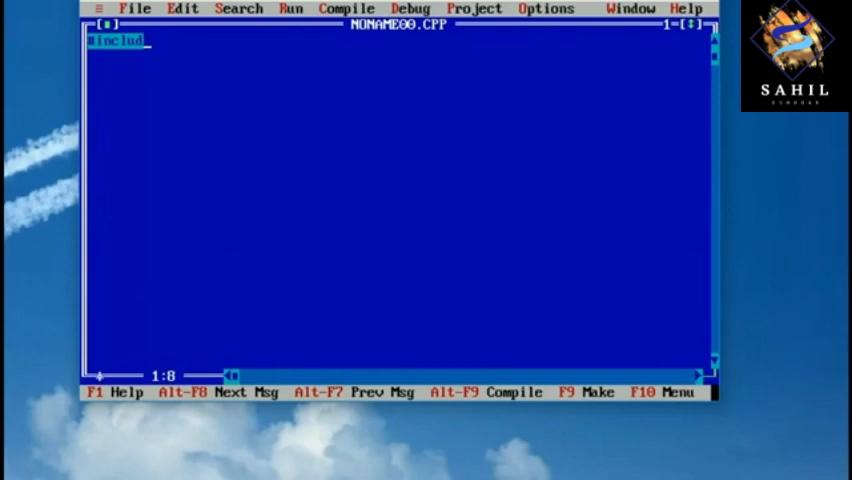 ≡ File Edit Search Run Compile Debug Project Options Window Help
[■] NONAME00.CPP 1=[↕]
#includ_
1:8
F1 Help Alt-F8 Next Msg Alt-F7 Prev Msg Alt-F9 Compile F9 Make F10 Menu
SAHIL